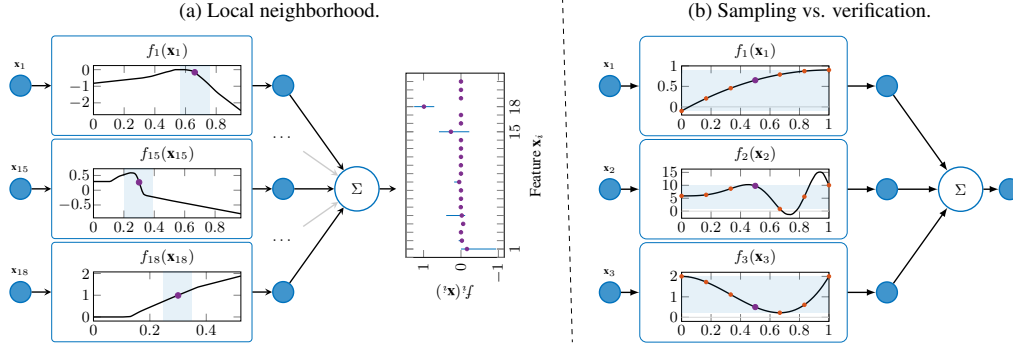 (a) Local neighborhood.
x₁
f₁(x₁)
0
−1
−2
0 0.2 0.4 0.6 0.8
x₁₅
f₁₅(x₁₅)
0.5
−0.5
0 0.2 0.4 0.6 0.8
x₁₈
f₁₈(x₁₈)
2
1
0
0 0.2 0.4
...
...
Σ
18
15
1
Feature xᵢ
1 0 −1
fᵢ(xᵢ)
(b) Sampling vs. verification.
x₁
f₁(x₁)
1
0.5
0
0 0.2 0.4 0.6 0.8 1
x₂
f₂(x₂)
15
10
5
0
0 0.2 0.4 0.6 0.8 1
x₃
f₃(x₃)
2
1
0
0 0.2 0.4 0.6 0.8 1
Σ